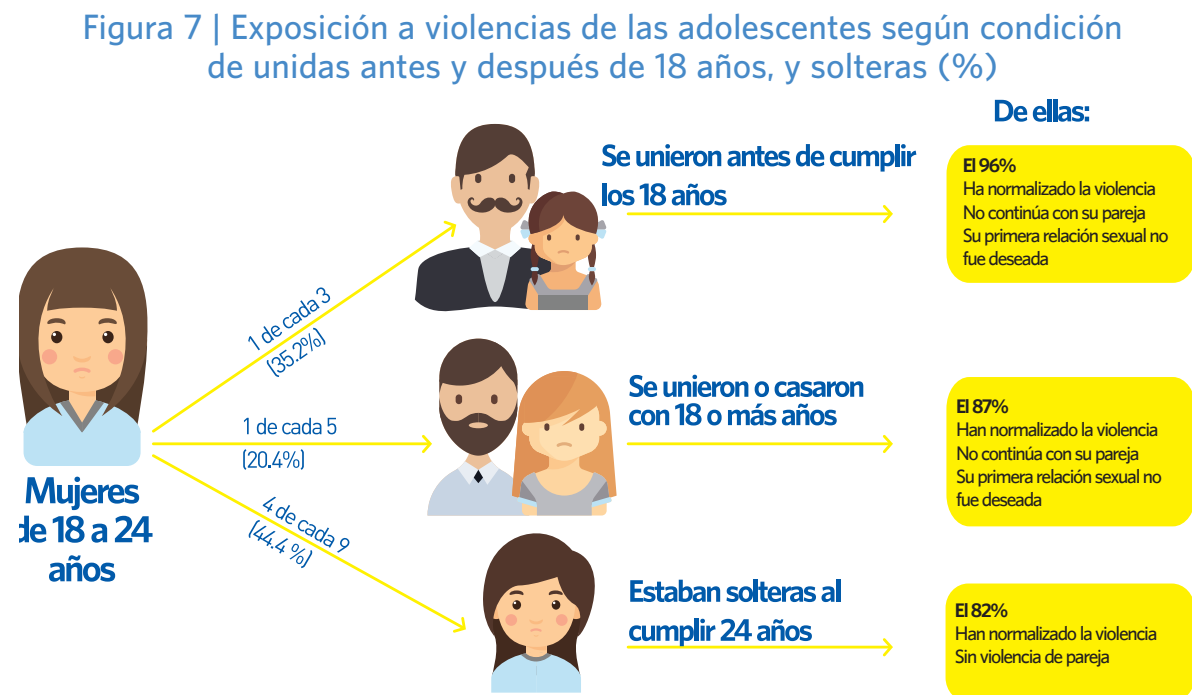 Figura 7 | Exposición a violencias de las adolescentes según condición
de unidas antes y después de 18 años, y solteras (%)
De ellas:
Se unieron antes de cumplir
los 18 años
El 96%
Ha normalizado la violencia
No continúa con su pareja
Su primera relación sexual no
fue deseada
1 de cada 3
(35.2%)
Se unieron o casaron
con 18 o más años
El 87%
Han normalizado la violencia
No continúa con su pareja
Su primera relación sexual no
fue deseada
1 de cada 5
(20.4%)
Mujeres
de 18 a 24
años
4 de cada 9
(44.4 %)
Estaban solteras al
cumplir 24 años
El 82%
Han normalizado la violencia
Sin violencia de pareja